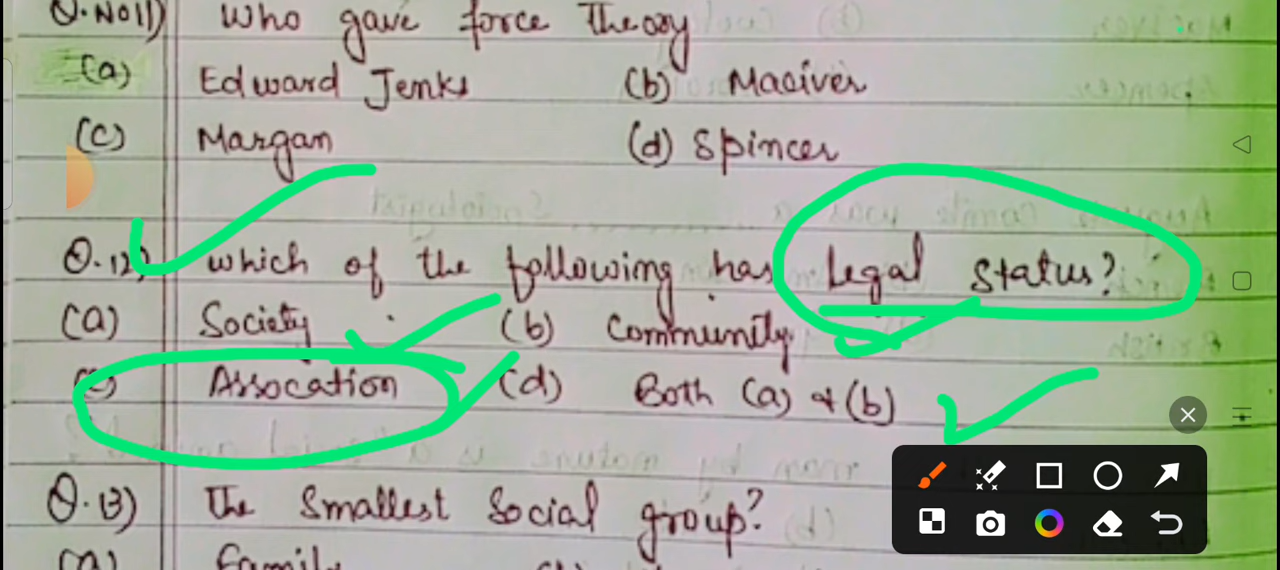 Q.No11) Who gave force Theory
(a) Edward Jenks (b) Maciver
(c) Margan (d) Spincer
Q.12) which of the following has Legal Status?
(a) Society (b) Community
(c) Assocation (d) Both (a) & (b)
Q.13) The Smallest Social group?
(a) Family